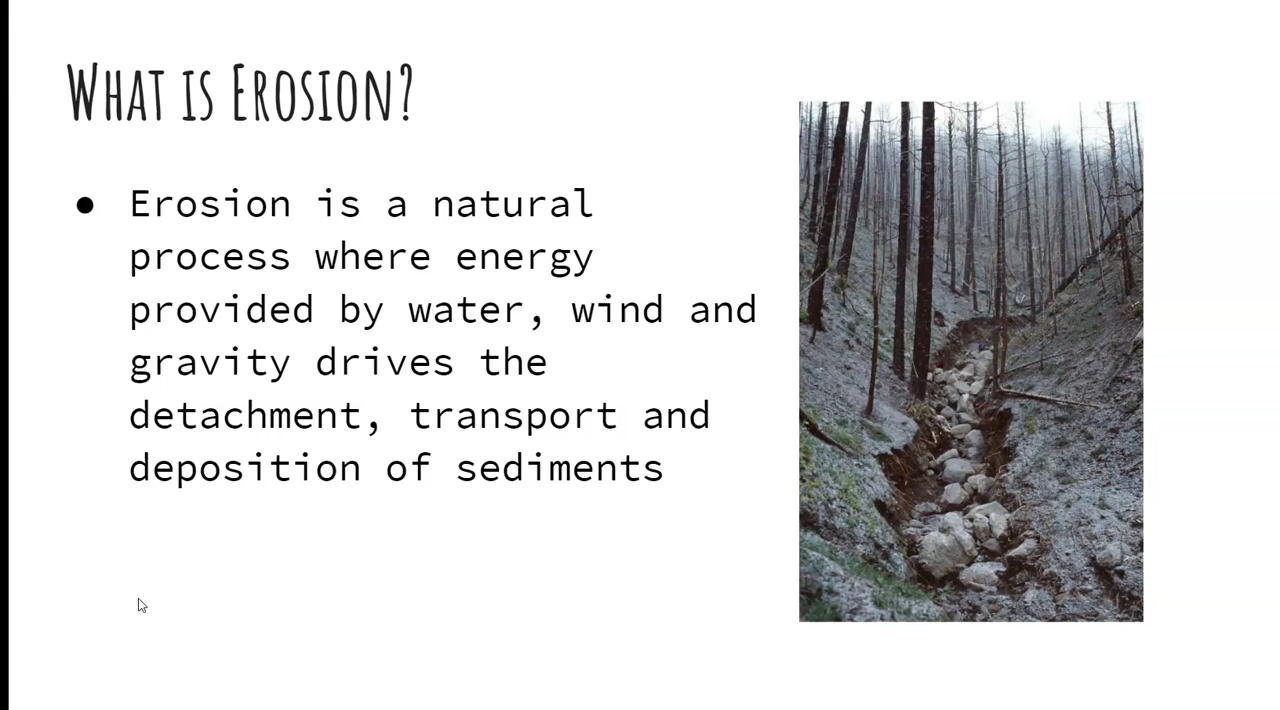 What is Erosion?
● Erosion is a natural
process where energy
provided by water, wind and
gravity drives the
detachment, transport and
deposition of sediments